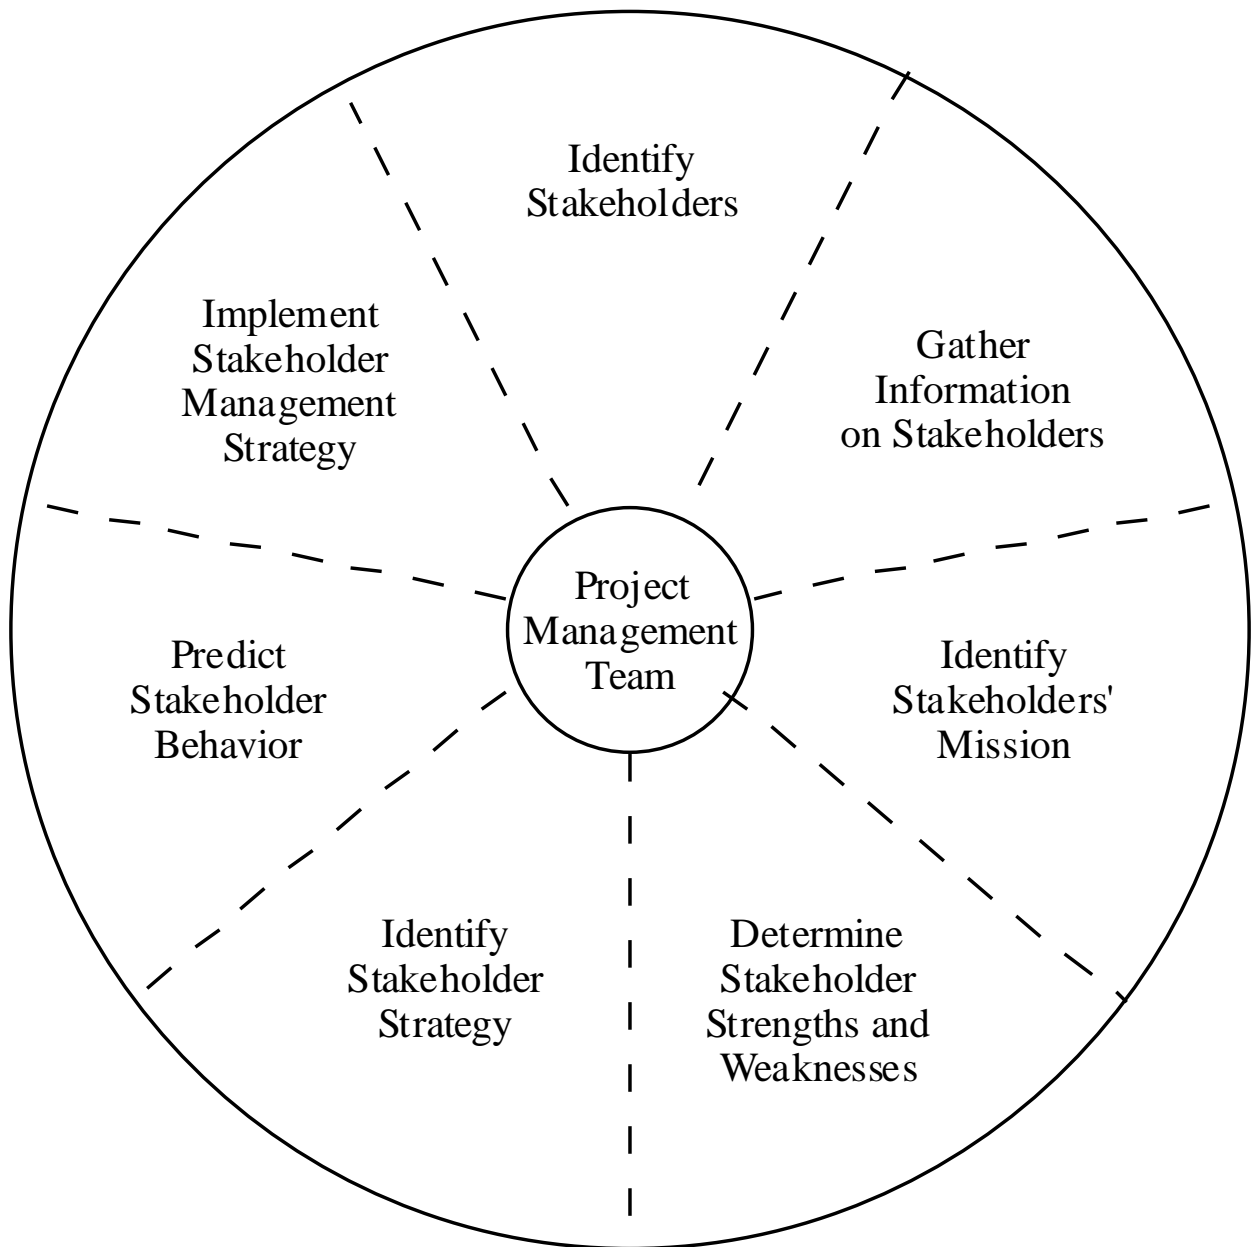 Identify
Stakeholders
Gather
Information
on Stakeholders
Identify
Stakeholders'
Mission
Determine
Stakeholder
Strengths and
Weaknesses
Identify
Stakeholder
Strategy
Predict
Stakeholder
Behavior
Implement
Stakeholder
Management
Strategy
Project
Management
Team